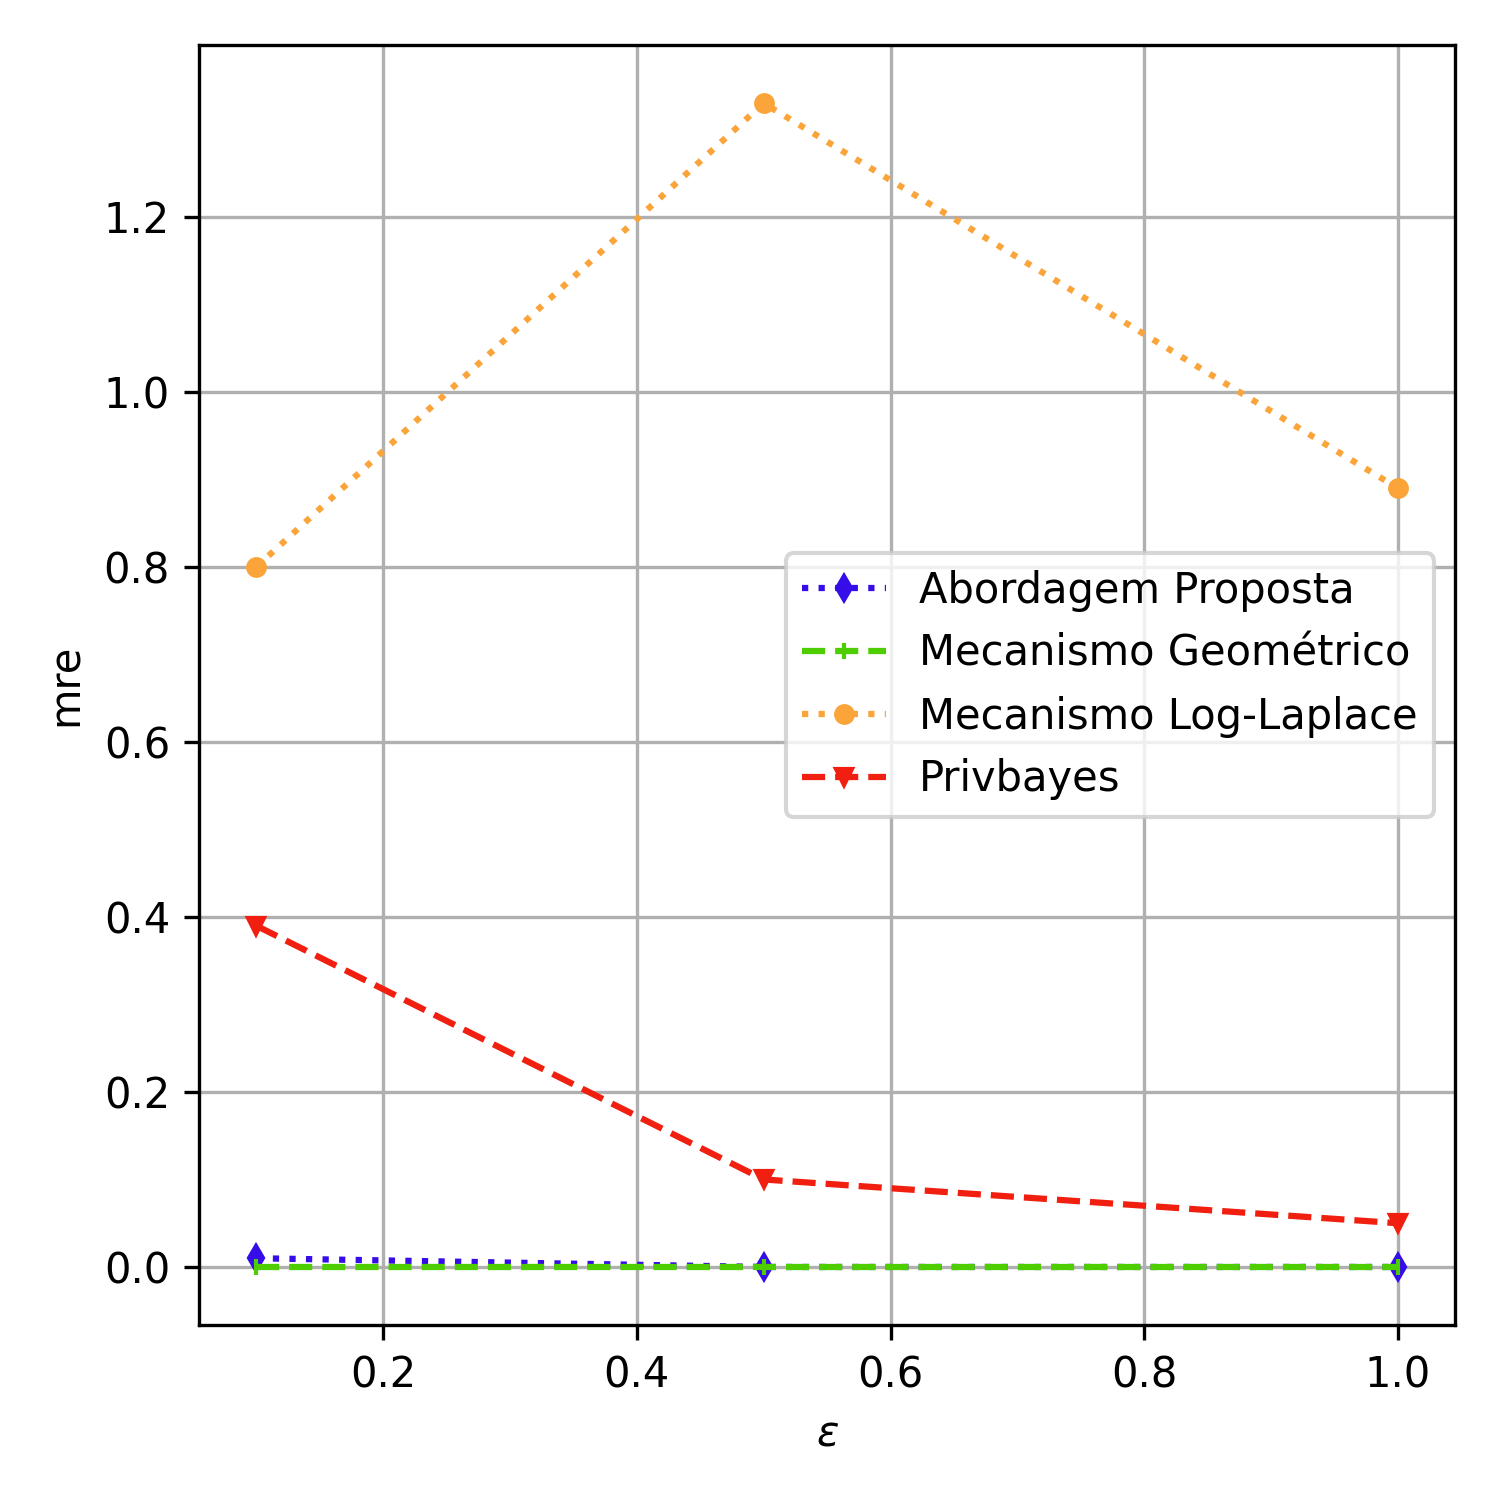 1.2
1.0
0.8
0.6
0.4
0.2
0.0
mre
Abordagem Proposta
Mecanismo Geométrico
Mecanismo Log-Laplace
Privbayes
0.2 0.4 0.6 0.8 1.0
ε